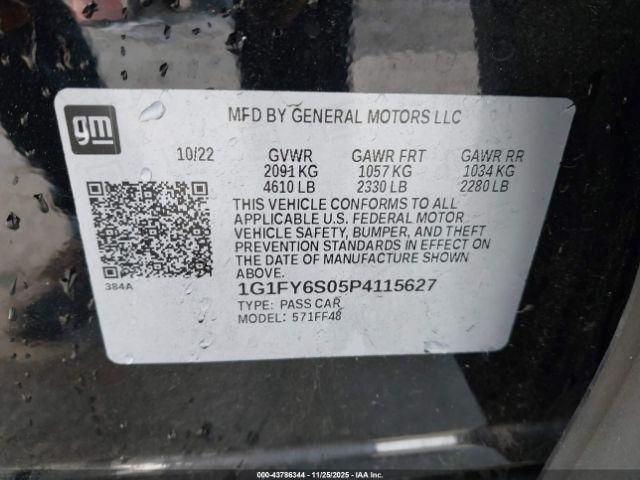 gm
MFD BY GENERAL MOTORS LLC
10/22 GVWR GAWR FRT GAWR RR
2091 KG 1057 KG 1034 KG
4610 LB 2330 LB 2280 LB
THIS VEHICLE CONFORMS TO ALL
APPLICABLE U.S. FEDERAL MOTOR
VEHICLE SAFETY, BUMPER, AND THEFT
PREVENTION STANDARDS IN EFFECT ON
THE DATE OF MANUFACTURE SHOWN
ABOVE.
384A
1G1FY6S05P4115627
TYPE: PASS CAR
MODEL: 571FF48
000-43786344 - 11/25/2025 - IAA Inc.